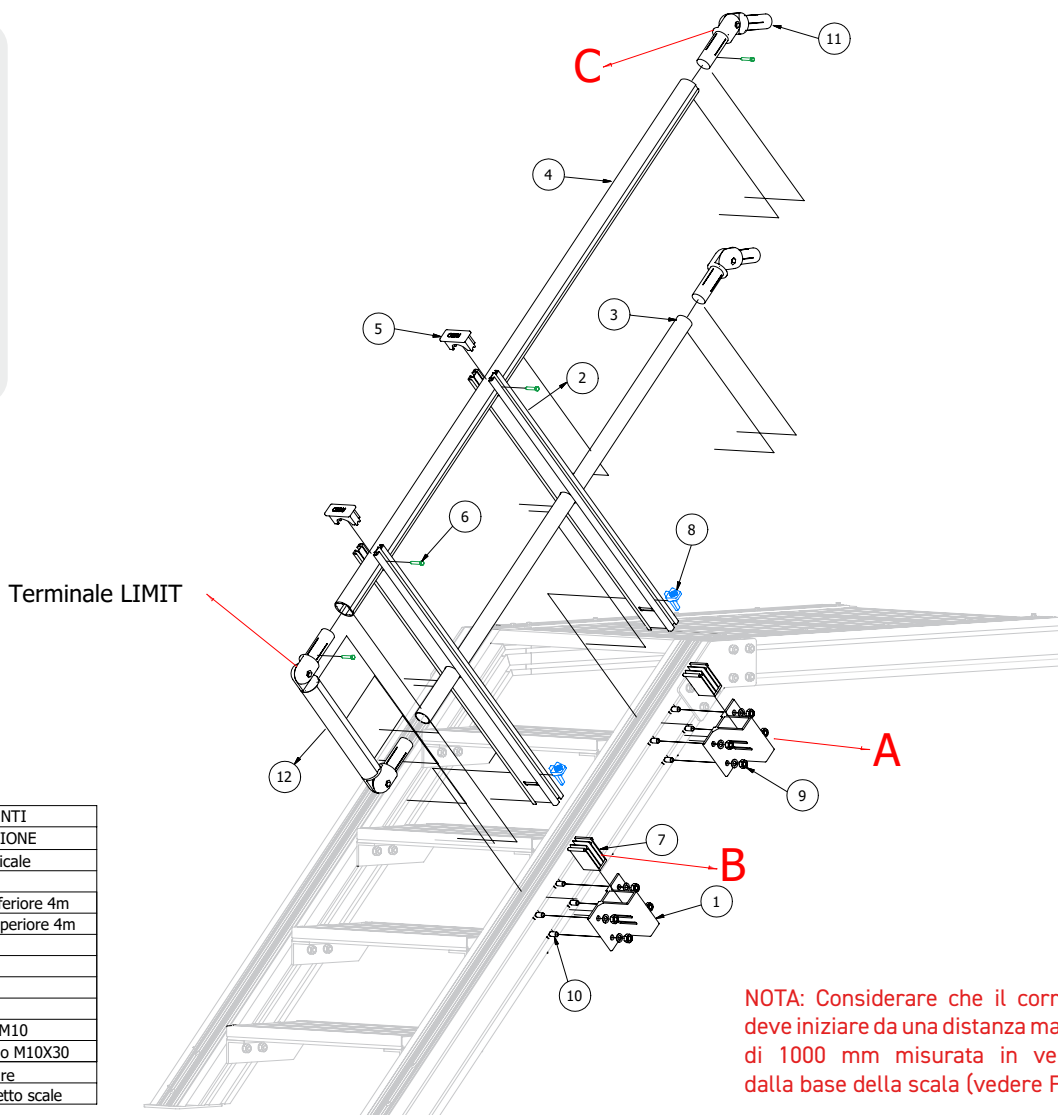 11
C
4
3
5
2
6
8
Terminale LIMIT
A
12
9
7
B
1
10
NTI
IONE
icale
feriore 4m
periore 4m
M10
o M10X30
re
etto scale
NOTA: Considerare che il corr
deve iniziare da una distanza ma
di 1000 mm misurata in ve
dalla base della scala (vedere F